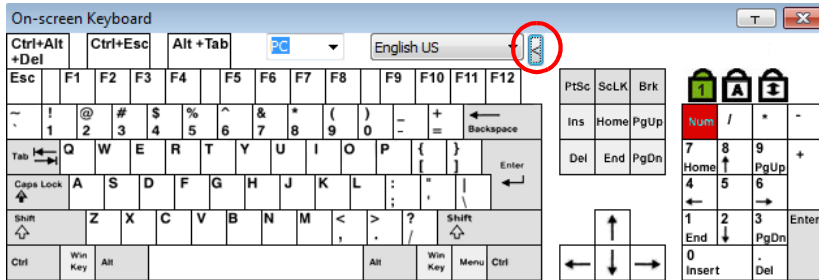 On-screen Keyboard T X
Ctrl+Alt +Del Ctrl+Esc Alt +Tab PC English US <
Esc F1 F2 F3 F4 F5 F6 F7 F8 F9 F10 F11 F12 PtSc ScLK Brk 1 A
~ ` ! 1 @ 2 # 3 $ 4 % 5 ^ 6 & 7 * 8 ( 9 ) 0 _ - + = Backspace Ins Home PgUp Num / * -
Tab Q W E R T Y U I O P { [ } ] Enter Del End PgDn 7 Home 8 9 PgUp +
Caps Lock A S D F G H J K L : ; " ' | \ 4 5 6
Shift Z X C V B N M < , > . ? / Shift 1 End 2 3 PgDn Enter
Ctrl Win Key Alt Alt Win Key Menu Ctrl 0 Insert . Del